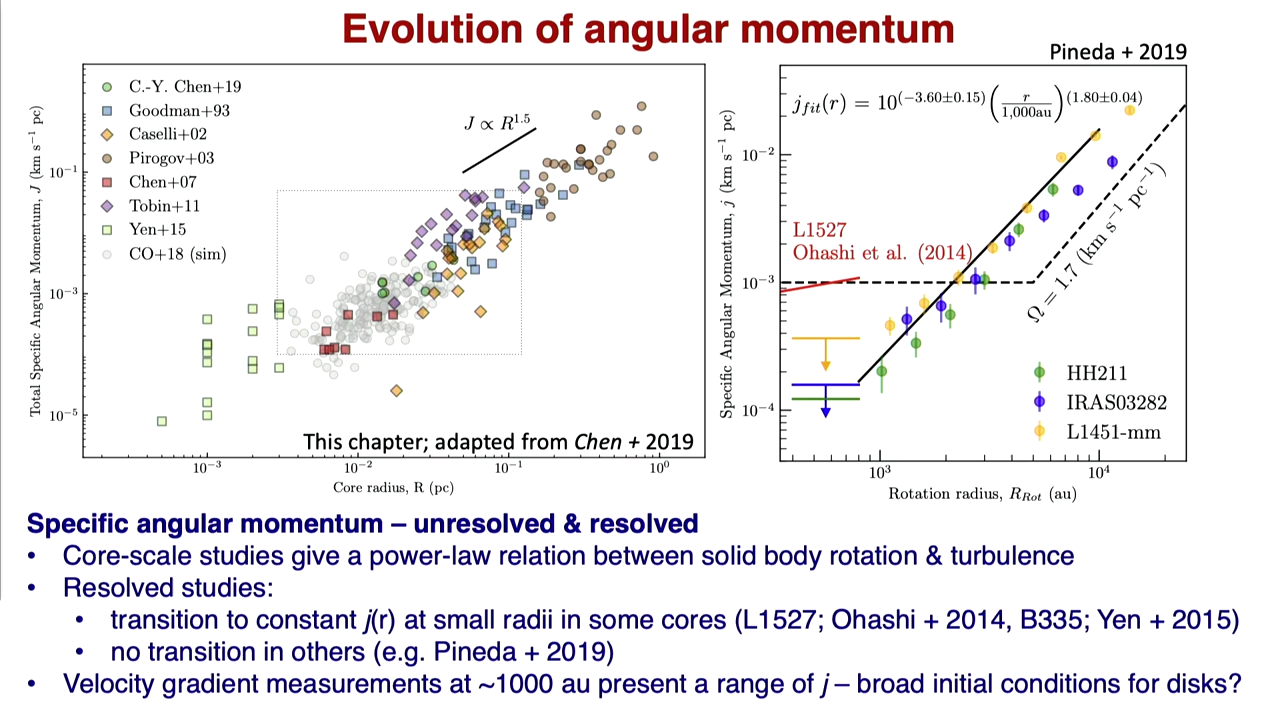 Evolution of angular momentum
Pineda + 2019
C.-Y. Chen+19
Goodman+93
Caselli+02
Pirogov+03
Chen+07
Tobin+11
Yen+15
CO+18 (sim)
J ∝ R^1.5
Total Specific Angular Momentum, J (km s⁻¹ pc)
10⁻¹
10⁻³
10⁻⁵
This chapter; adapted from Chen + 2019
10⁻³ 10⁻² 10⁻¹ 10⁰
Core radius, R (pc)
j_fit(r) = 10^(−3.60±0.15) (r/1,000au)^(1.80±0.04)
Specific Angular Momentum, j (km s⁻¹ pc)
10⁻²
10⁻³
10⁻⁴
L1527
Ohashi et al. (2014)
Ω = 1.7 (km s⁻¹ pc⁻¹)
HH211
IRAS03282
L1451-mm
10³ 10⁴
Rotation radius, R_Rot (au)
Specific angular momentum – unresolved & resolved
• Core-scale studies give a power-law relation between solid body rotation & turbulence
• Resolved studies:
• transition to constant j(r) at small radii in some cores (L1527; Ohashi + 2014, B335; Yen + 2015)
• no transition in others (e.g. Pineda + 2019)
• Velocity gradient measurements at ~1000 au present a range of j – broad initial conditions for disks?